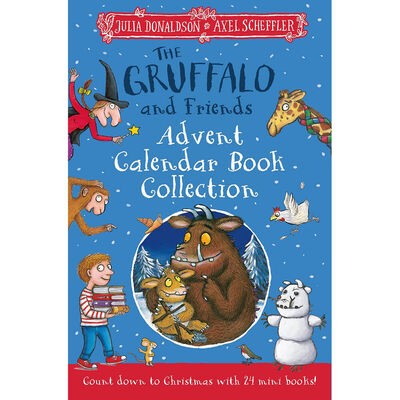 JULIA DONALDSON • AXEL SCHEFFLER
THE
GRUFFALO
and Friends
Advent
Calendar Book
Collection
Count down to Christmas with 24 mini books!